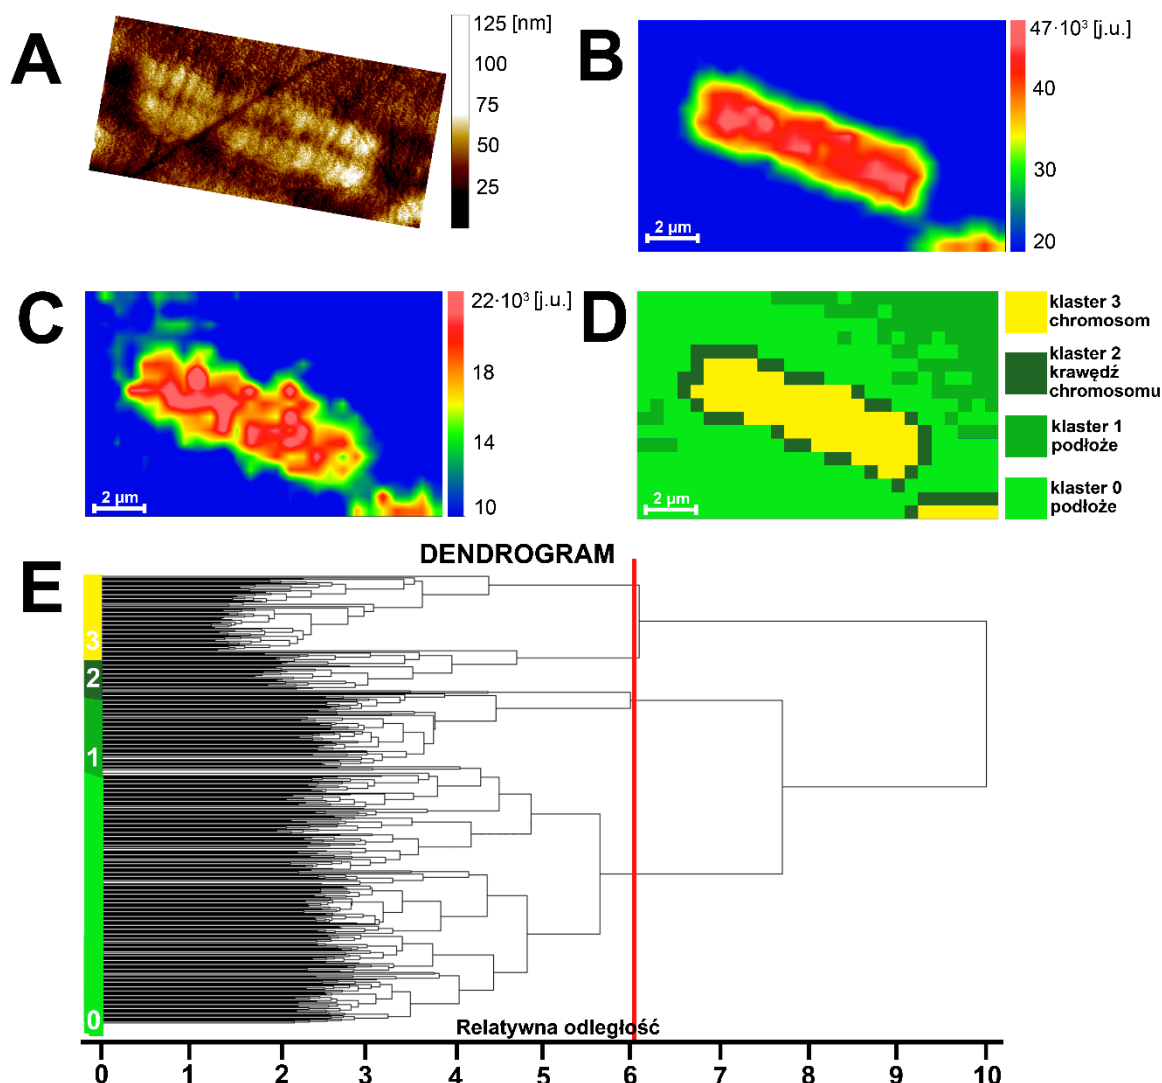 A
125 [nm]
100
75
50
25
B
47·10³ [j.u.]
40
30
20
2 µm
C
22·10³ [j.u.]
18
14
10
2 µm
D
klaster 3
chromosom
klaster 2
krawędź
chromosomu
klaster 1
podłoże
klaster 0
podłoże
2 µm
DENDROGRAM
E
3
2
1
0
Relatywna odległość
0 1 2 3 4 5 6 7 8 9 10